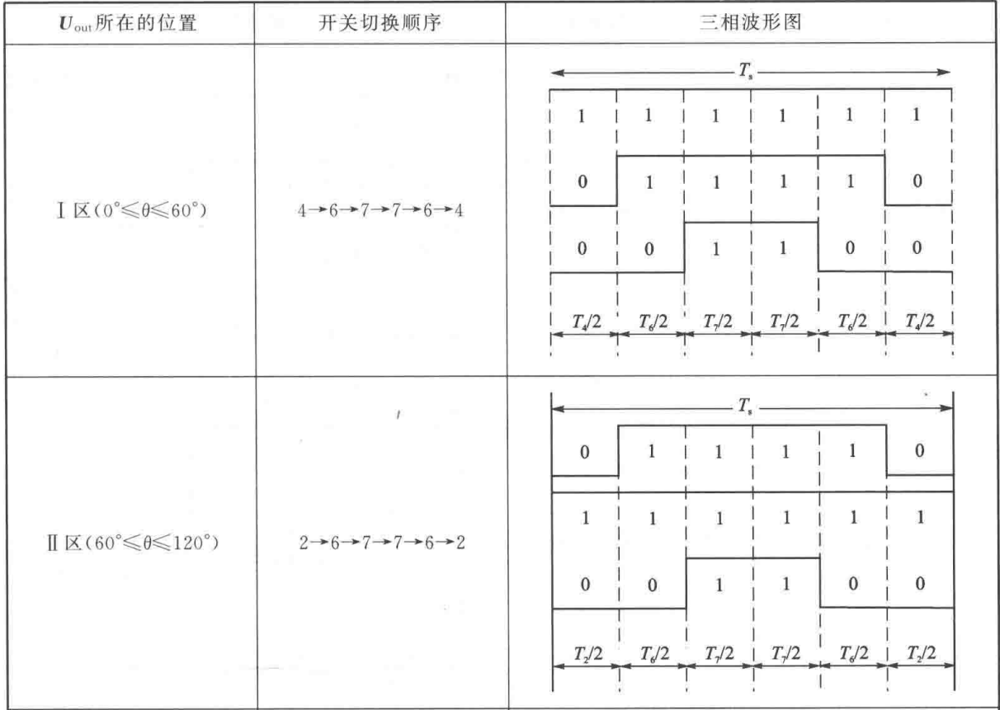 U_out 所在的位置 开关切换顺序 三相波形图
T_s
1 1 1 1 1 1
0 1 1 1 1 0
Ⅰ区(0°≤θ≤60°) 4→6→7→7→6→4
0 0 1 1 0 0
T_4/2 T_6/2 T_7/2 T_7/2 T_6/2 T_4/2
T_s
0 1 1 1 1 0
1 1 1 1 1 1
Ⅱ区(60°≤θ≤120°) 2→6→7→7→6→2
0 0 1 1 0 0
T_2/2 T_6/2 T_7/2 T_7/2 T_6/2 T_2/2